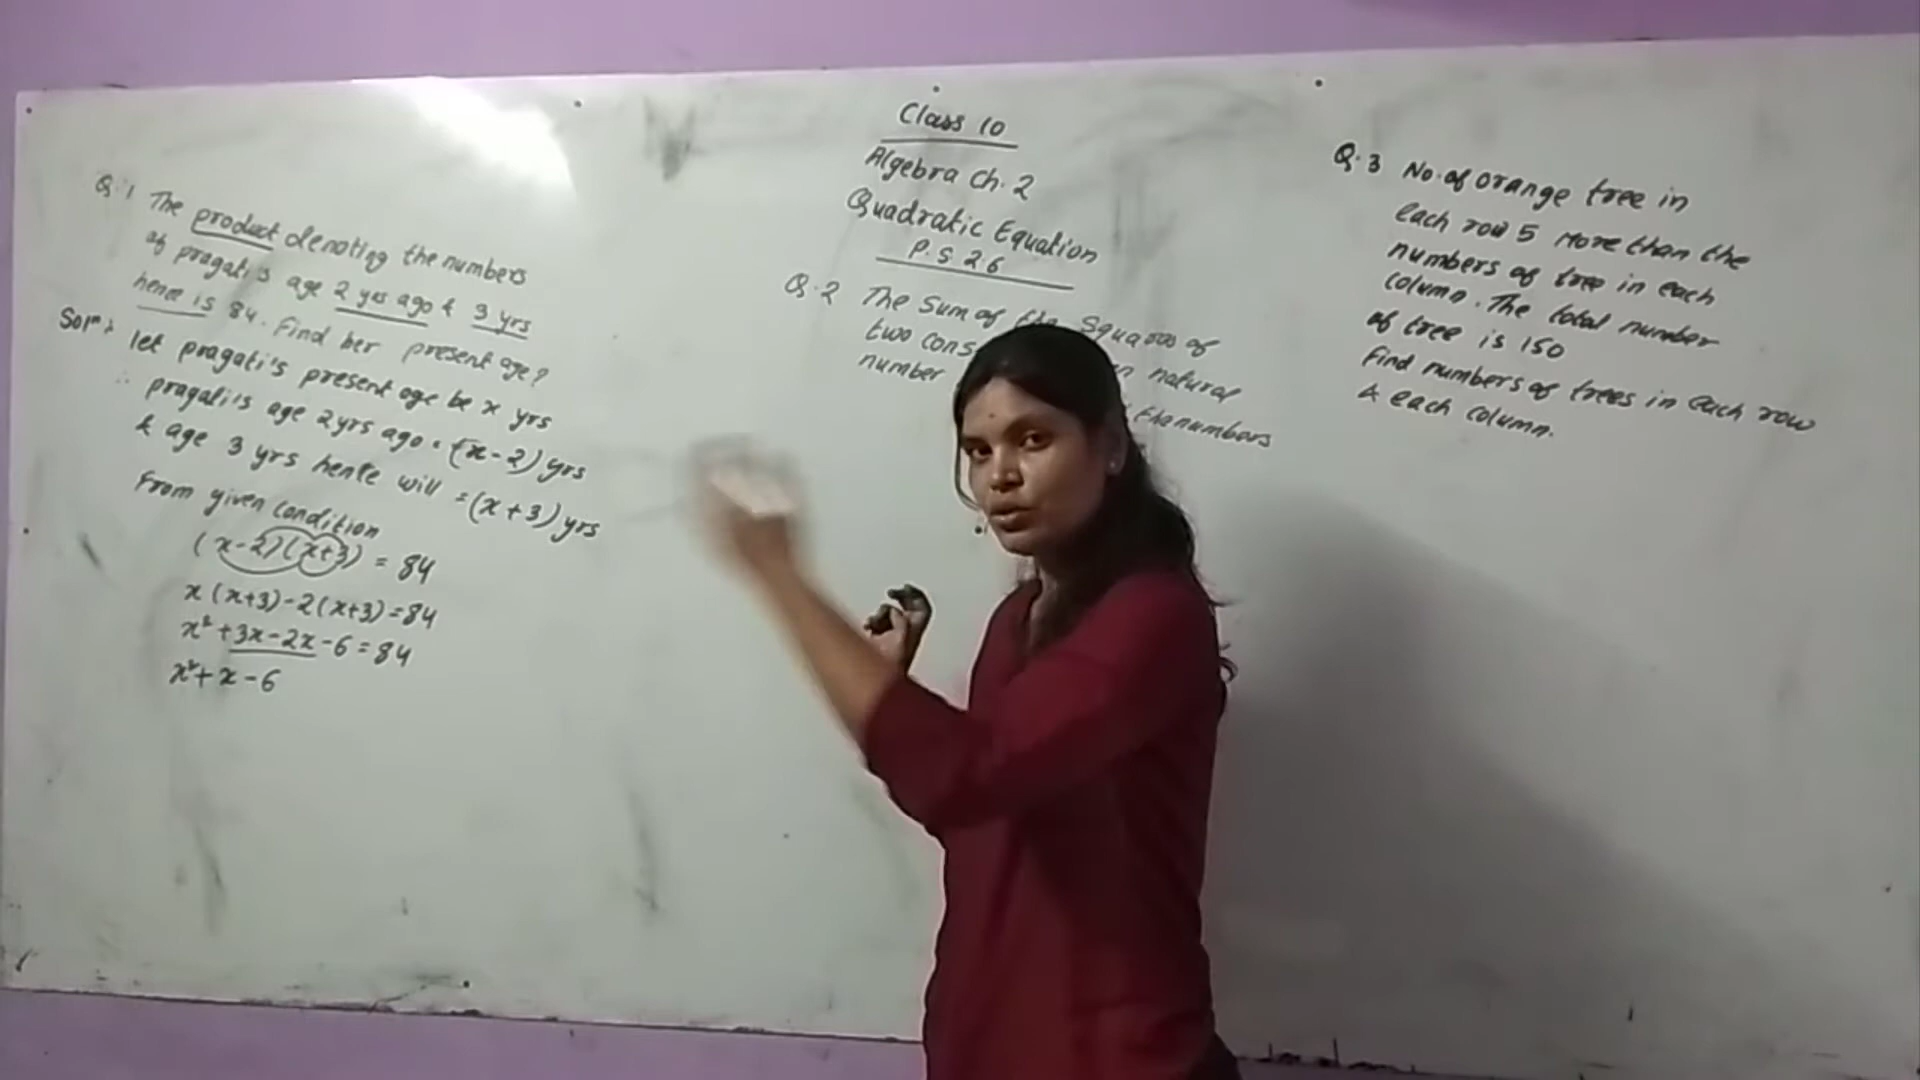 Class 10
Algebra Ch. 2
Quadratic Equation
P. S 2.6
Q.1 The product denoting the numbers
of pragati's age 2 yrs ago & 3 yrs
hence is 84. Find her present age?
Solⁿ: let pragati's present age be x yrs
∴ pragati's age 2 yrs ago = (x-2) yrs
& age 3 yrs hence will = (x+3) yrs
From given condition
(x-2)(x+3) = 84
x(x+3)-2(x+3)=84
x²+3x-2x-6=84
x²+x-6
Q.2 The Sum of the Squares of
two cons natural
number the numbers
Q.3 No. of orange tree in
each row 5 More than the
numbers of tree in each
column. The total number
of tree is 150
Find numbers of trees in each row
& each column.